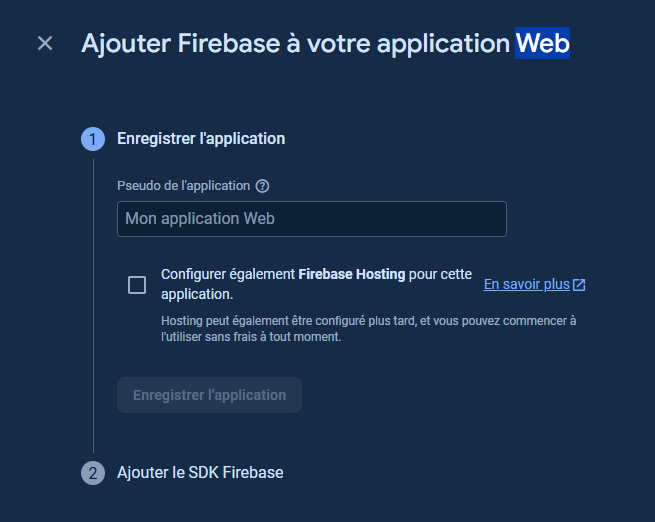 Ajouter Firebase à votre application Web
1 Enregistrer l'application
Pseudo de l'application ?
Mon application Web
Configurer également Firebase Hosting pour cette
application.
En savoir plus
Hosting peut également être configuré plus tard, et vous pouvez commencer à
l'utiliser sans frais à tout moment.
Enregistrer l'application
2 Ajouter le SDK Firebase